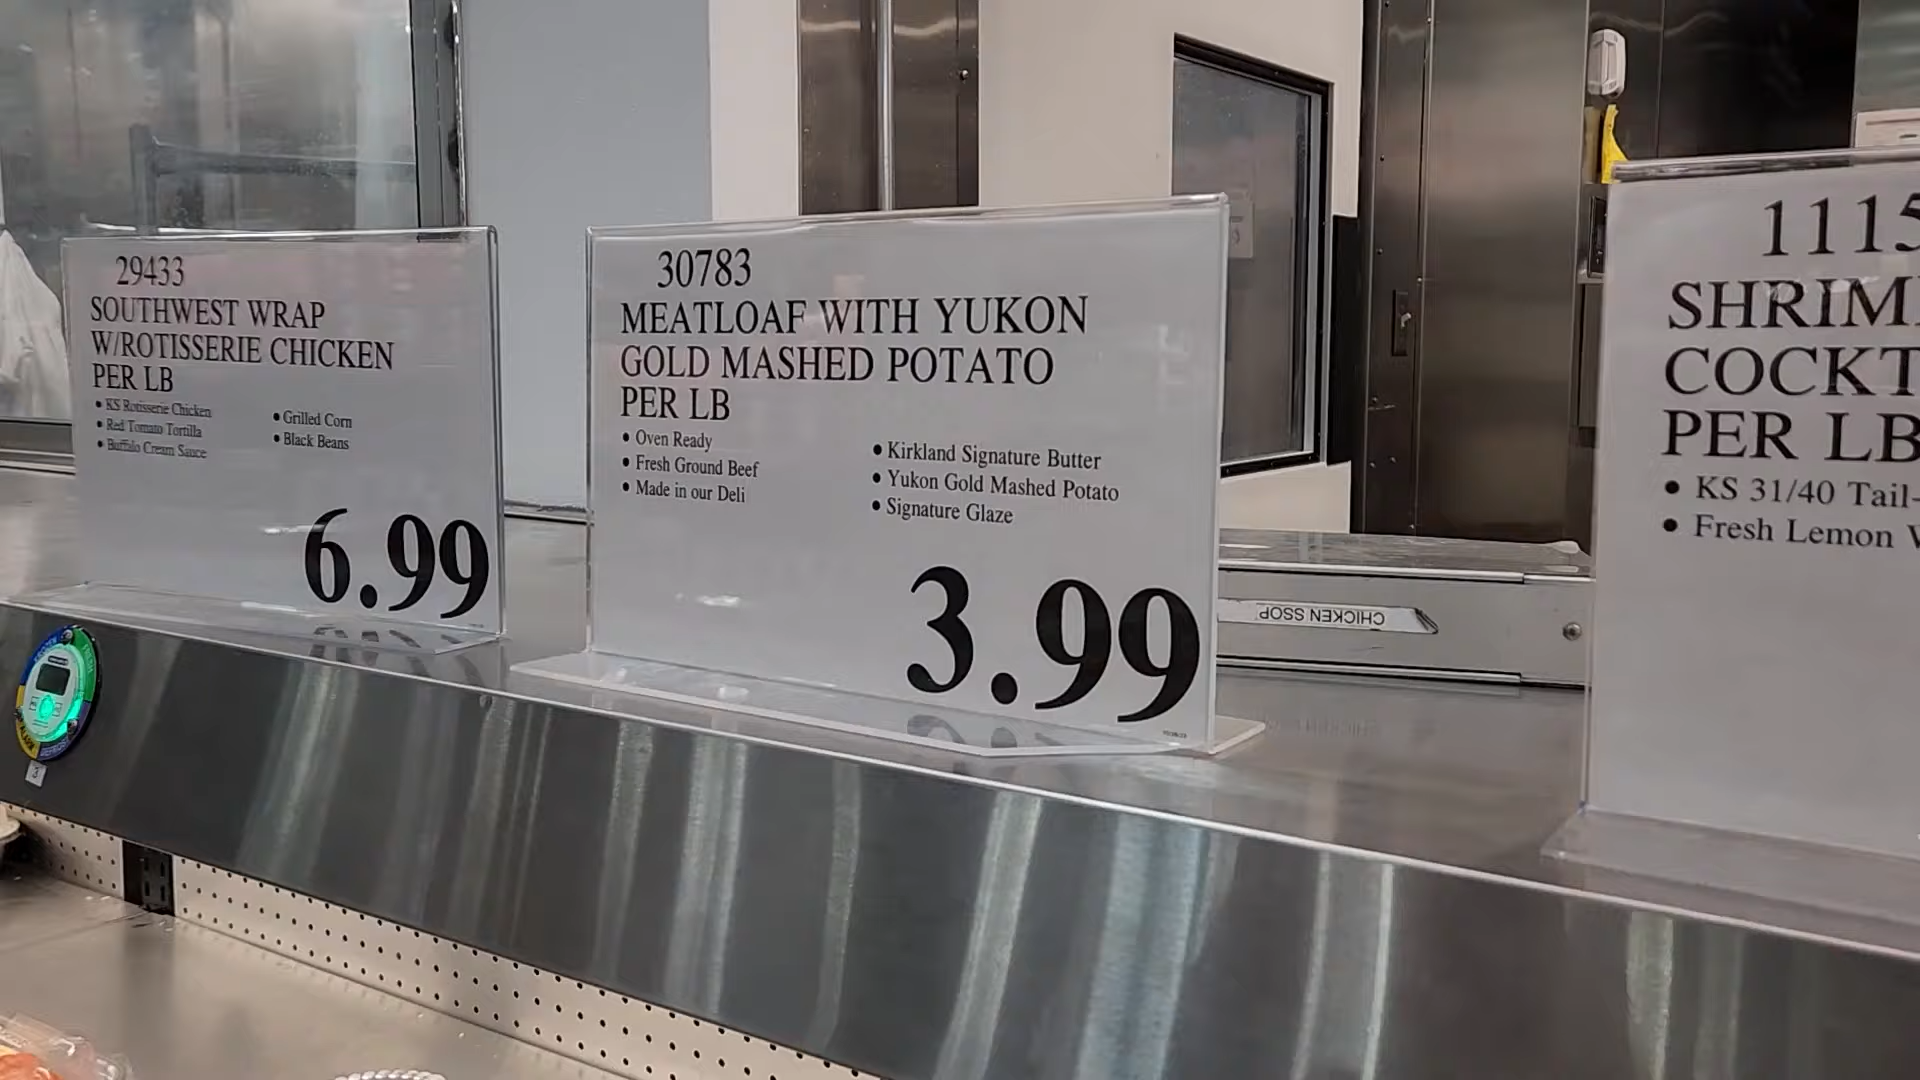 29433
SOUTHWEST WRAP
W/ROTISSERIE CHICKEN
PER LB
• KS Rotisserie Chicken
• Red Tomato Tortilla
• Buffalo Cream Sauce
• Grilled Corn
• Black Beans
6.99
30783
MEATLOAF WITH YUKON
GOLD MASHED POTATO
PER LB
• Oven Ready
• Fresh Ground Beef
• Made in our Deli
• Kirkland Signature Butter
• Yukon Gold Mashed Potato
• Signature Glaze
3.99
CHICKEN SSOP
1115
SHRIM
COCKT
PER LB
• KS 31/40 Tail-
• Fresh Lemon W